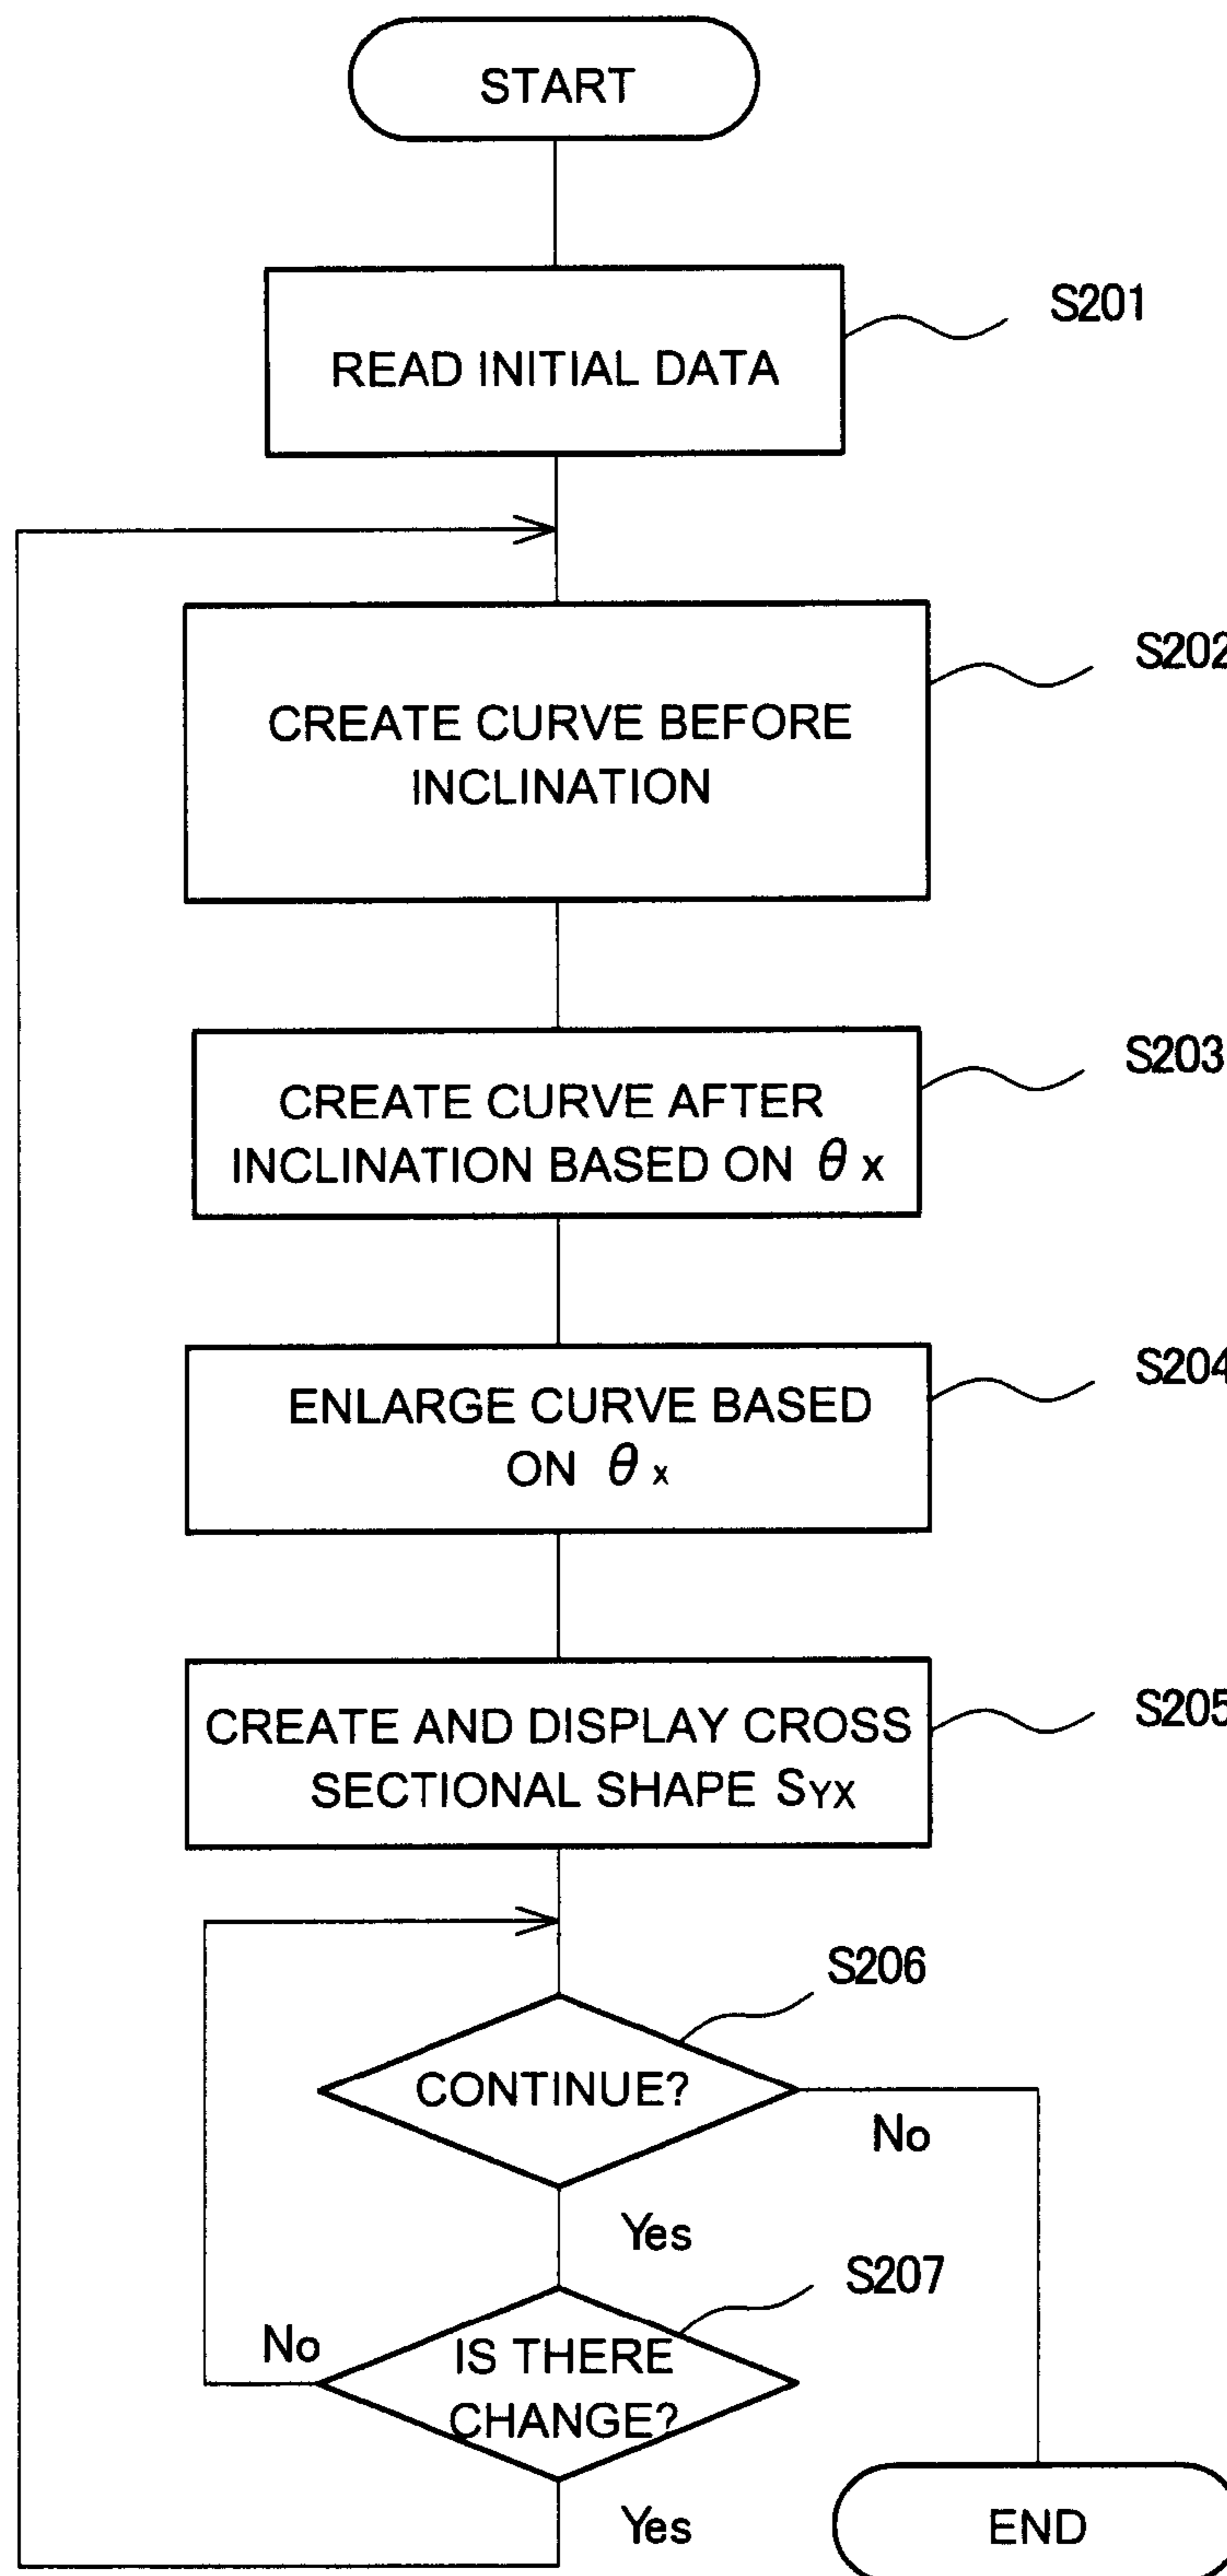 START
READ INITIAL DATA
S201
CREATE CURVE BEFORE
INCLINATION
S202
CREATE CURVE AFTER
INCLINATION BASED ON θx
S203
ENLARGE CURVE BASED
ON θx
S204
CREATE AND DISPLAY CROSS
SECTIONAL SHAPE SYX
S205
CONTINUE?
S206
No
Yes
IS THERE
CHANGE?
S207
No
Yes
END